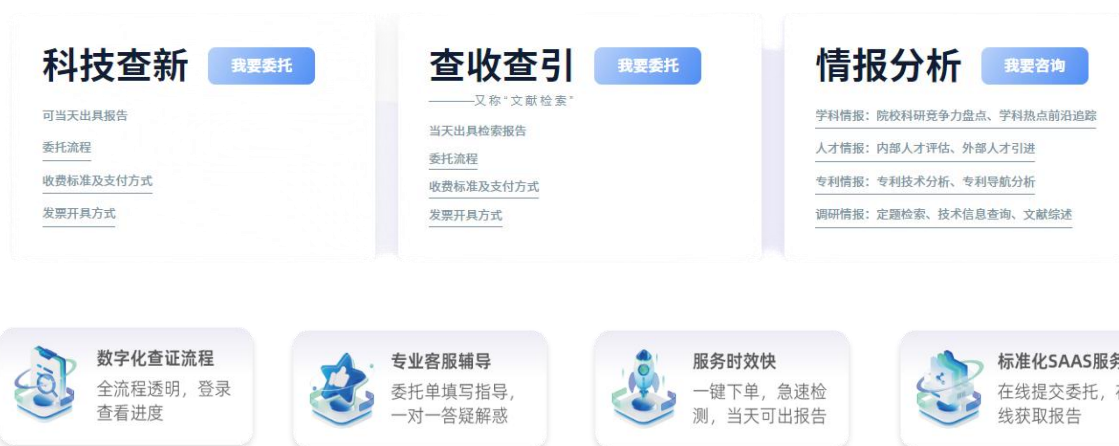 科技查新
我要委托
可当天出具报告
委托流程
收费标准及支付方式
发票开具方式
查收查引
我要委托
——又称“文献检索”
当天出具检索报告
委托流程
收费标准及支付方式
发票开具方式
情报分析
我要咨询
学科情报：院校科研竞争力盘点、学科热点前沿追踪
人才情报：内部人才评估、外部人才引进
专利情报：专利技术分析、专利导航分析
调研情报：定题检索、技术信息查询、文献综述
数字化查证流程
全流程透明，登录
查看进度
专业客服辅导
委托单填写指导，
一对一答疑解惑
服务时效快
一键下单，急速检
测，当天可出报告
标准化SAAS服务
在线提交委托，在
线获取报告